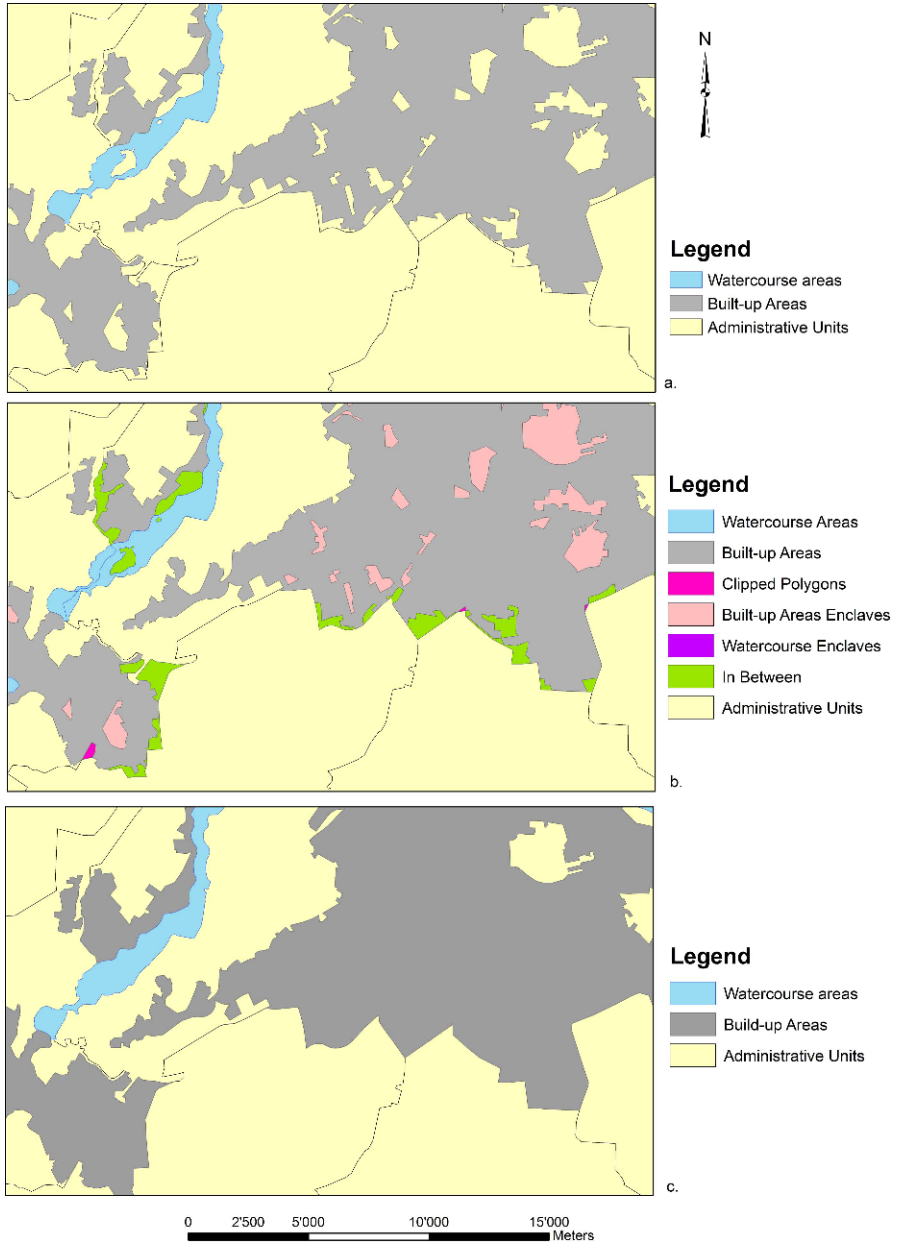 N
Legend
Watercourse areas
Built-up Areas
Administrative Units
a.
Legend
Watercourse Areas
Built-up Areas
Clipped Polygons
Built-up Areas Enclaves
Watercourse Enclaves
In Between
Administrative Units
b.
Legend
Watercourse areas
Build-up Areas
Administrative Units
c.
0 2'500 5'000 10'000 15'000
Meters